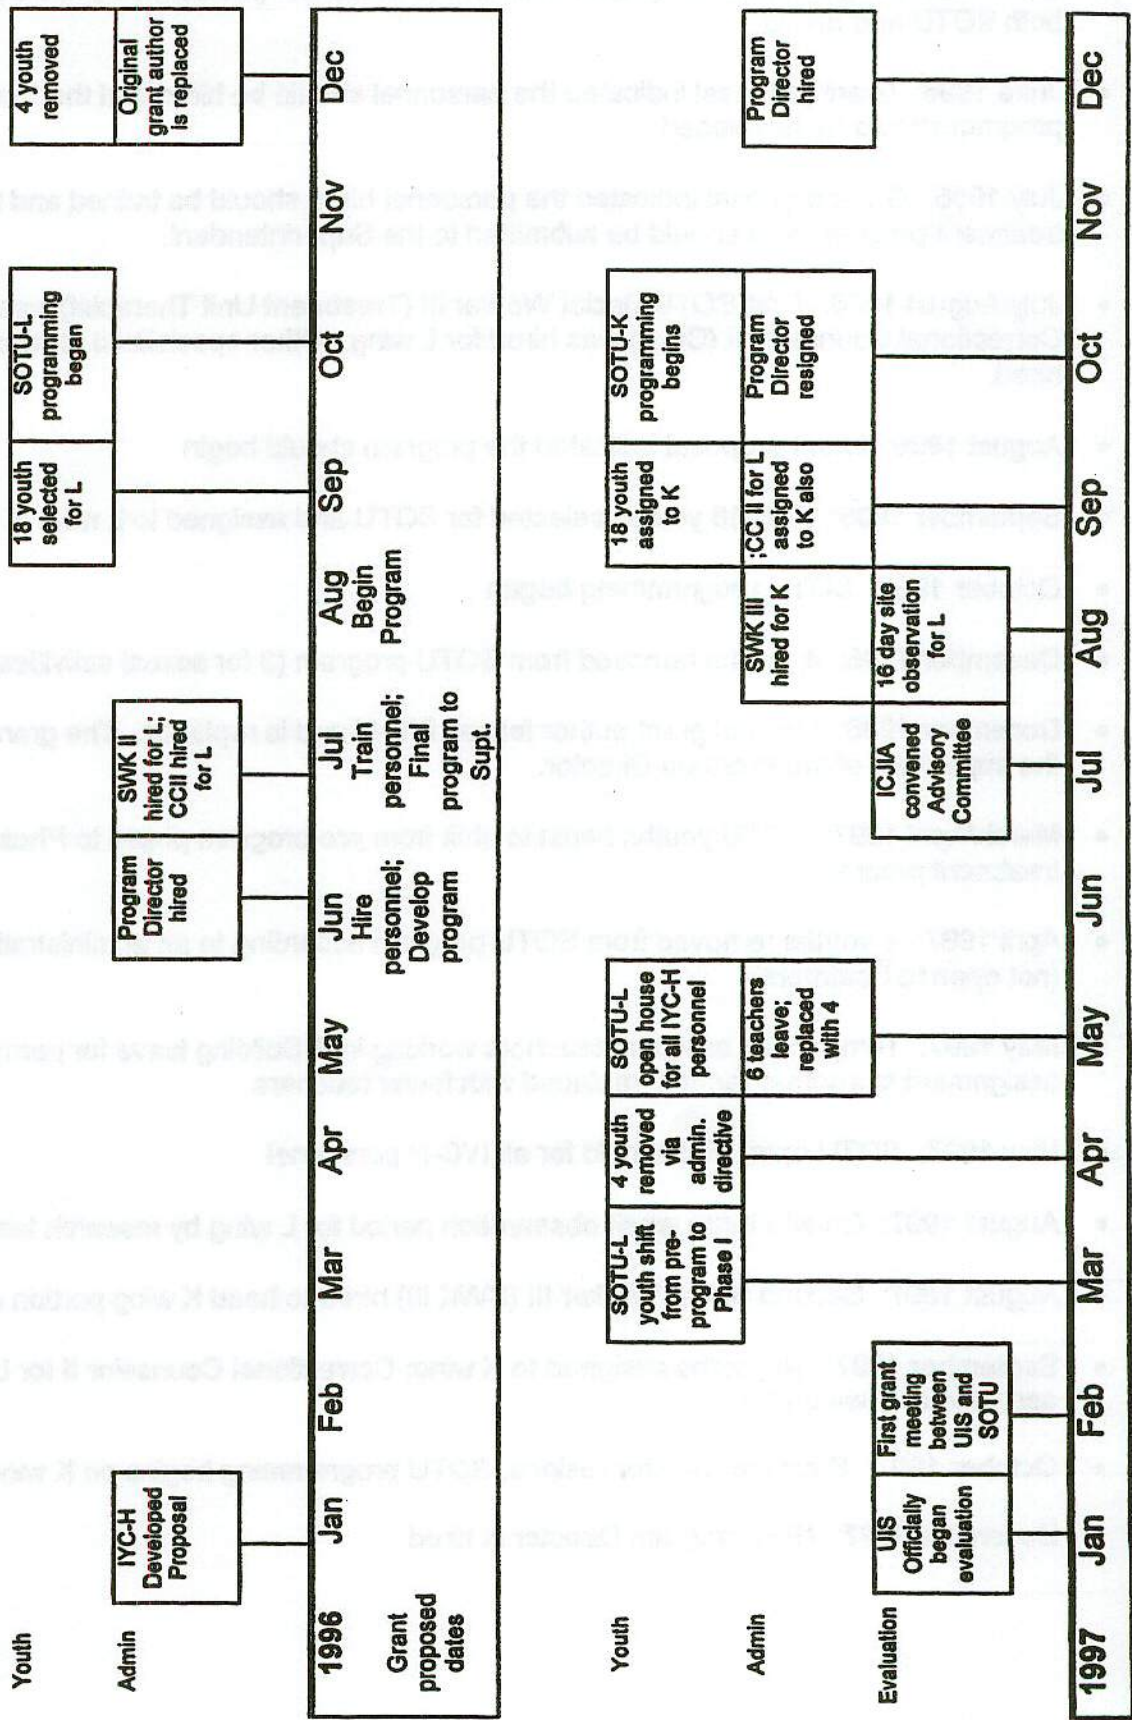 Youth
4 youth
removed
SOTU-L
programming
began
18 youth
selected
for L
Admin
IYC-H
Developed
Proposal
Program
Director
hired
SWK II
hired for L;
CCII hired
for L
Original
grant author
is replaced
1996
Jan
Feb
Mar
Apr
May
Jun
Jul
Aug
Sep
Oct
Nov
Dec
Grant
proposed
dates
Hire
personnel;
Develop
program
Train
personnel;
Final
program to
Supt.
Begin
Program
Youth
SOTU-L
youth shift
from pre-
program to
Phase I
4 youth
removed
via
admin.
directive
SOTU-L
open house
for all IYC-H
personnel
18 youth
assigned
to K
SOTU-K
programming
begins
Admin
6 teachers
leave;
replaced
with 4
SWK III
hired for K
;CC II for L
assigned
to K also
Program
Director
resigned
Program
Director
hired
Evaluation
UIS
Officially
began
evaluation
First grant
meeting
between
UIS and
SOTU
ICJIA
convened
Advisory
Committee
16 day site
observation
for L
1997
Jan
Feb
Mar
Apr
May
Jun
Jul
Aug
Sep
Oct
Nov
Dec